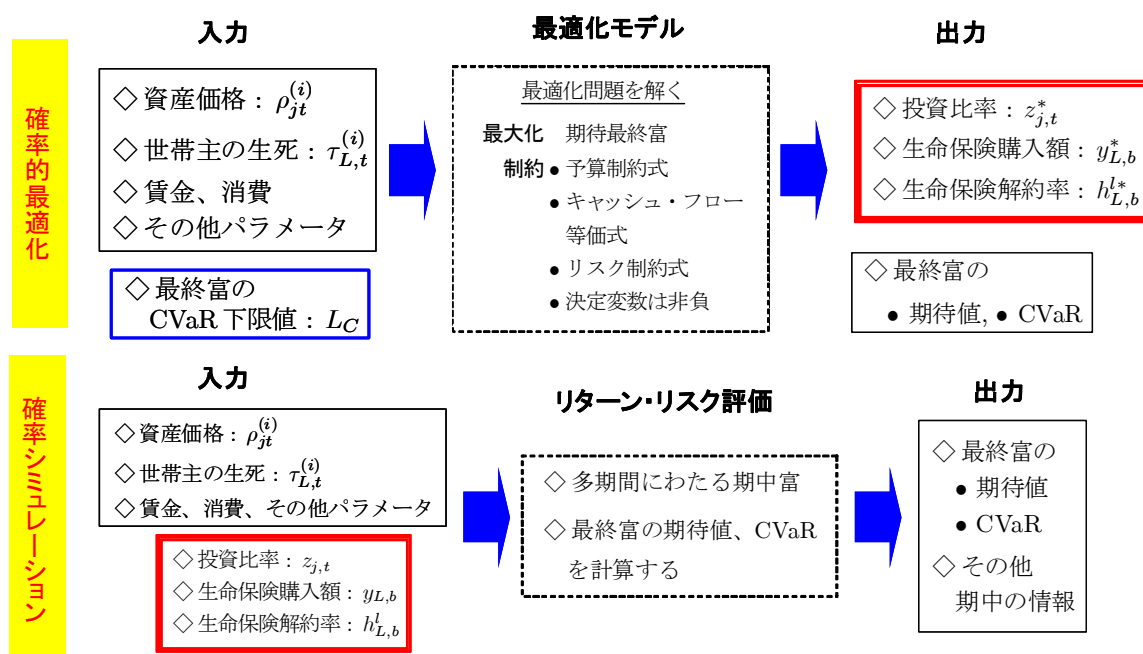 確率的最適化
入力
◇ 資産価格： ρ_{jt}^{(i)}
◇ 世帯主の生死： τ_{L,t}^{(i)}
◇ 賃金、消費
◇ その他パラメータ
◇ 最終富の
CVaR 下限値： L_C
最適化モデル
最適化問題を解く
最大化 期待最終富
制約 ● 予算制約式
● キャッシュ・フロー
等価式
● リスク制約式
● 決定変数は非負
出力
◇ 投資比率： z_{j,t}^{*}
◇ 生命保険購入額： y_{L,b}^{*}
◇ 生命保険解約率： h_{L,b}^{l*}
◇ 最終富の
● 期待値, ● CVaR
確率シミュレーション
入力
◇ 資産価格： ρ_{jt}^{(i)}
◇ 世帯主の生死： τ_{L,t}^{(i)}
◇ 賃金、消費、その他パラメータ
◇ 投資比率： z_{j,t}
◇ 生命保険購入額： y_{L,b}
◇ 生命保険解約率： h_{L,b}^{l}
リターン・リスク評価
◇ 多期間にわたる期中富
◇ 最終富の期待値、CVaR
を計算する
出力
◇ 最終富の
● 期待値
● CVaR
◇ その他
期中の情報